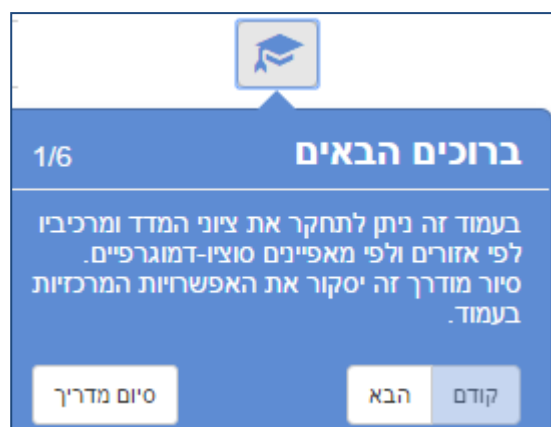 ברוכים הבאים
1/6
בעמוד זה ניתן לתחקר את ציוני המדד ומרכיביו
לפי אזורים ולפי מאפיינים סוציו-דמוגרפיים.
סיור מודרך זה יסקור את האפשרויות המרכזיות
בעמוד.
קודם
הבא
סיום מדריך